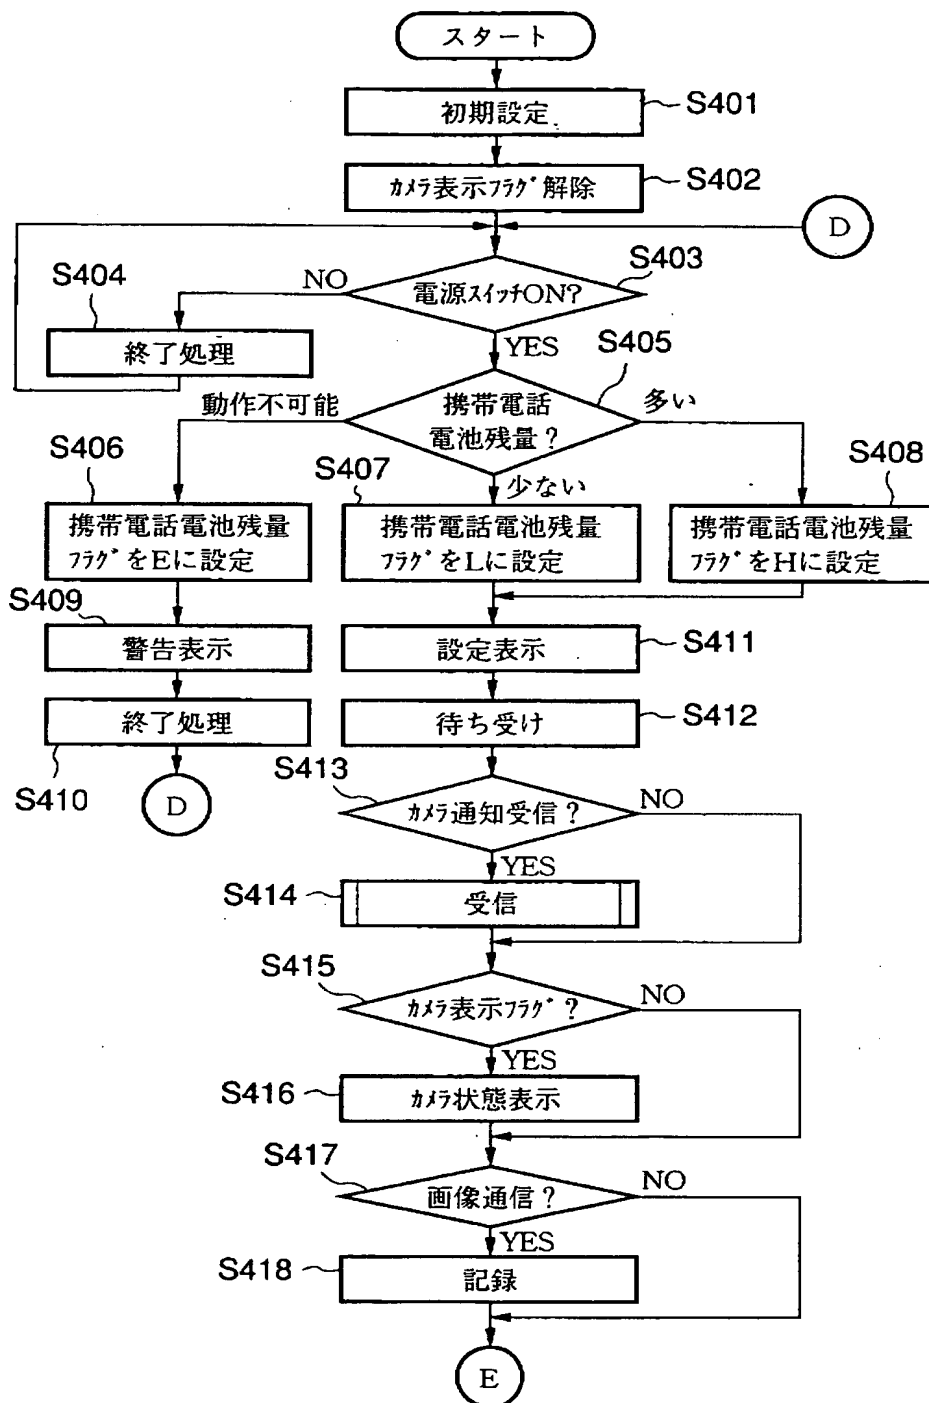 スタート
初期設定
S401
カメラ表示フラグ解除
S402
D
S403
電源スイッチON?
NO
S404
終了処理
YES
S405
携帯電話
電池残量?
動作不可能
多い
少ない
S406
携帯電話電池残量
フラグをEに設定
S407
携帯電話電池残量
フラグをLに設定
S408
携帯電話電池残量
フラグをHに設定
S409
警告表示
設定表示
S411
終了処理
S410
待ち受け
S412
D
S413
カメラ通知受信?
NO
YES
S414
受信
S415
カメラ表示フラグ?
NO
YES
S416
カメラ状態表示
S417
画像通信?
NO
YES
S418
記録
E